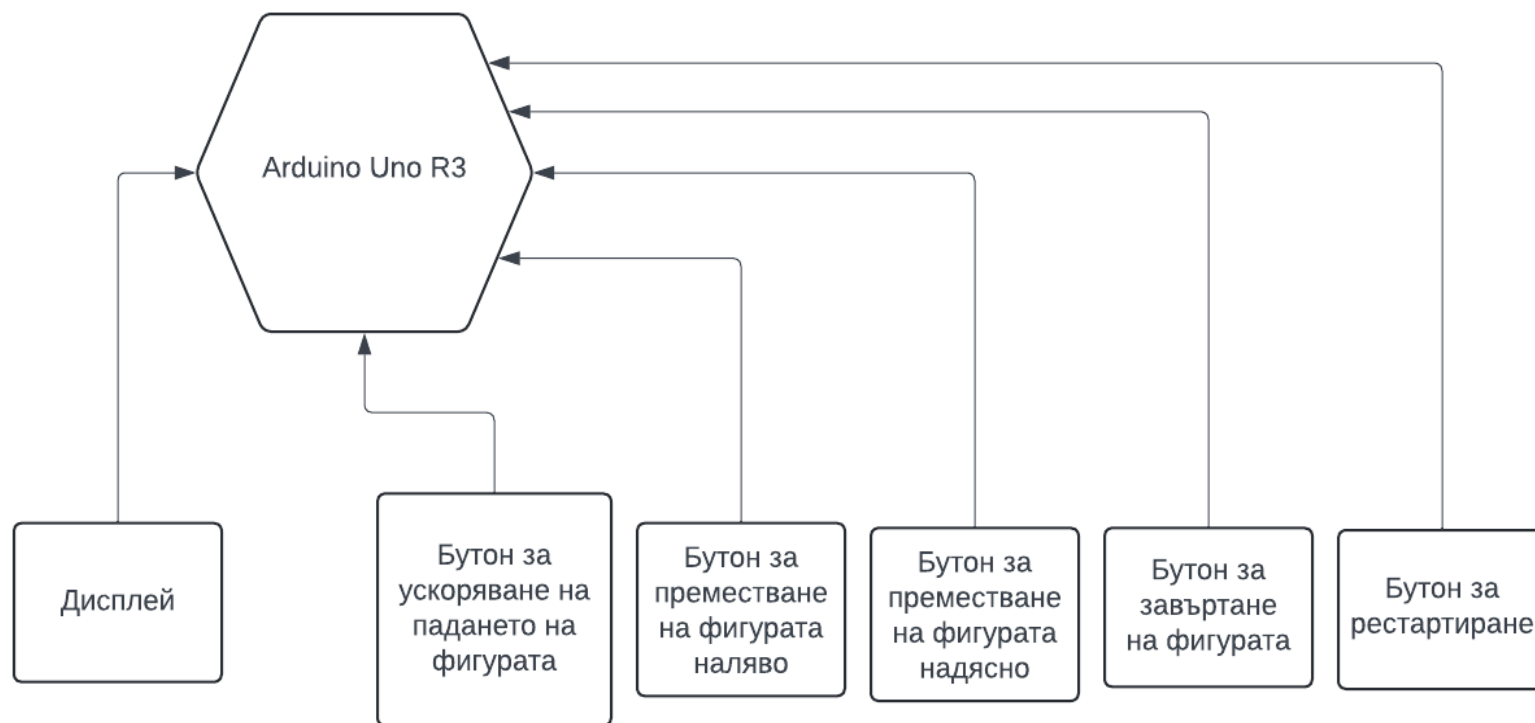 Arduino Uno R3
Дисплей
Бутон за
ускоряване на
падането на
фигурата
Бутон за
преместване
на фигурата
наляво
Бутон за
преместване
на фигурата
надясно
Бутон за
завъртане
на фигурата
Бутон за
рестартиране